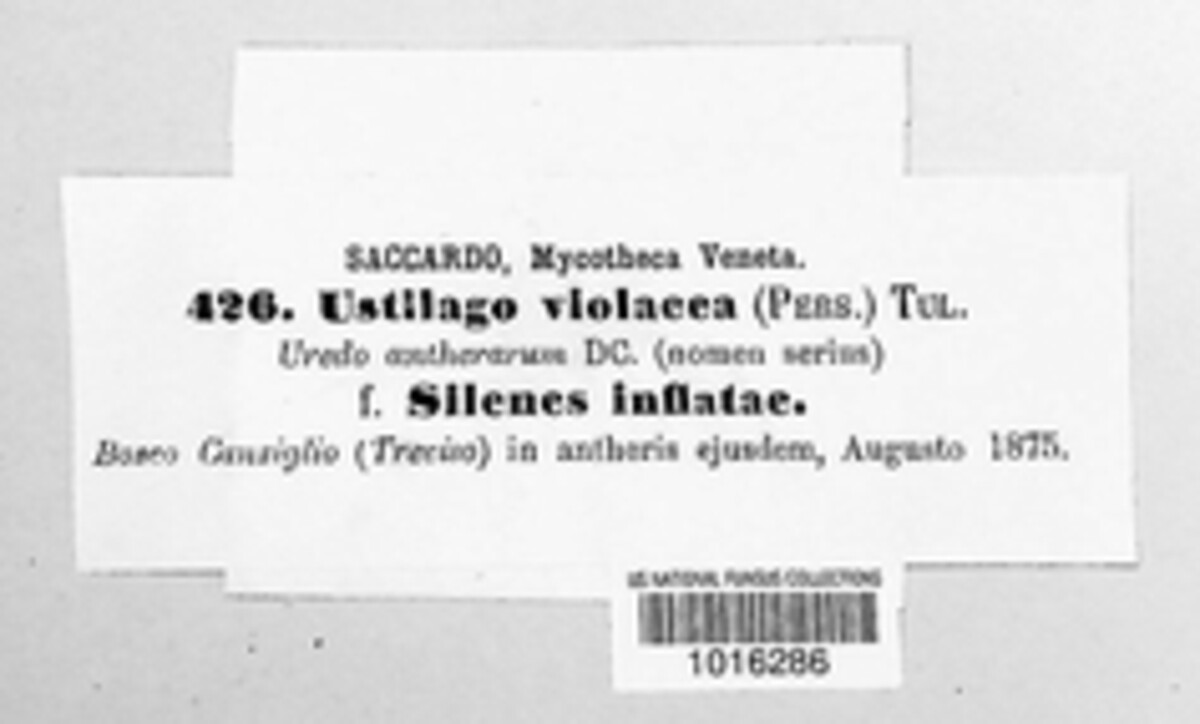 SACCARDO, Mycotheca Veneta.
426. Ustilago violacea (PERS.) TUL.
Uredo antherarum DC. (nomen serius)
f. Silenes inflatae.
Bosco Cansiglio (Treviso) in antheris ejusdem, Augusto 1875.
US NATIONAL FUNGUS COLLECTIONS
1016286